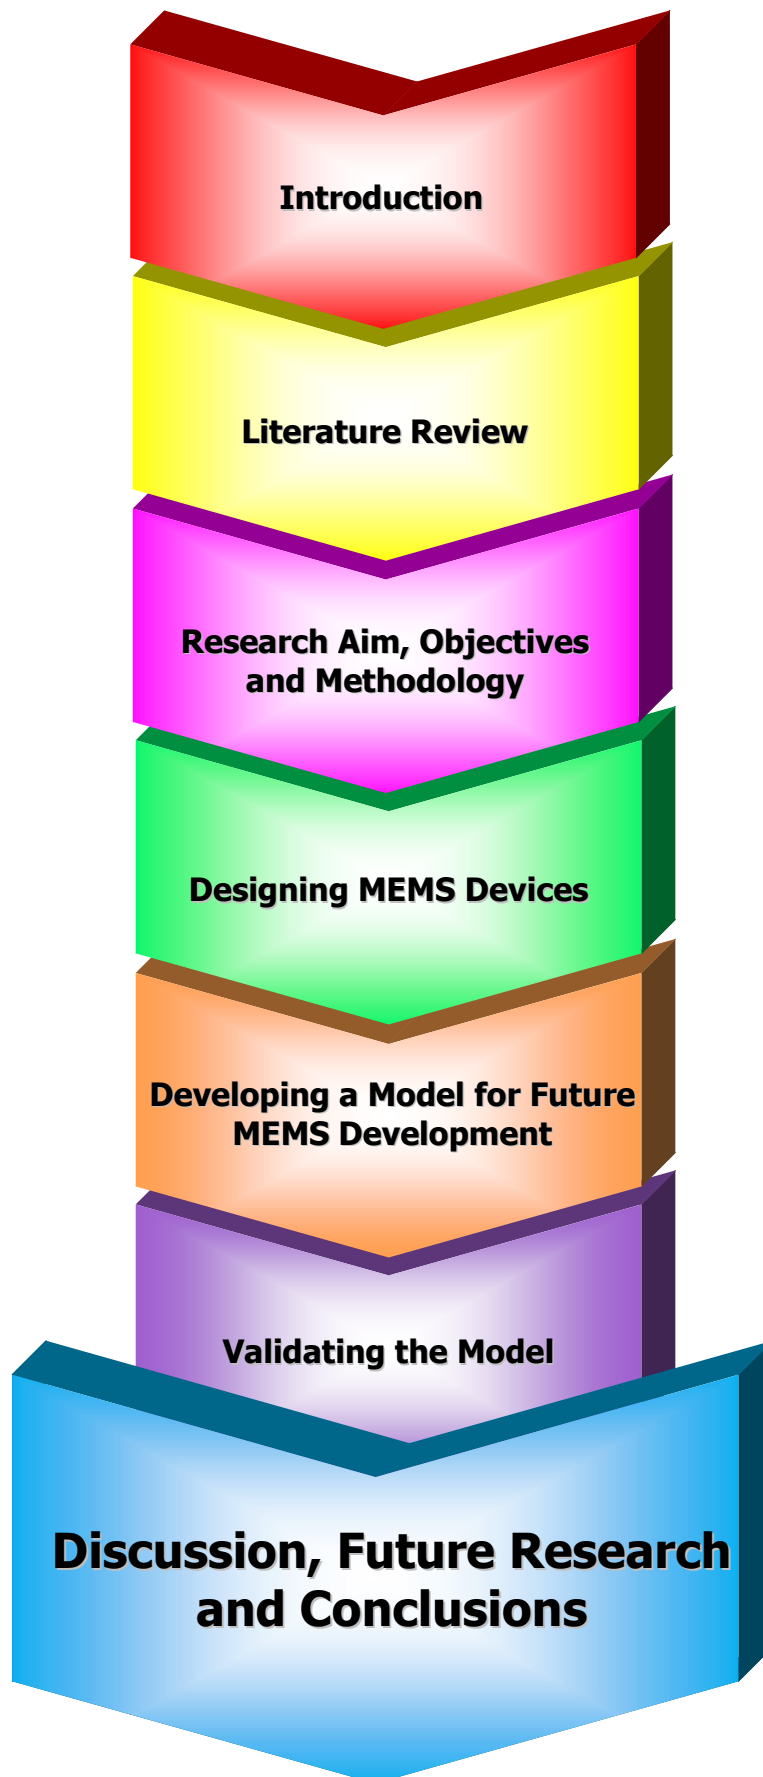 Introduction
Literature Review
Research Aim, Objectives
and Methodology
Designing MEMS Devices
Developing a Model for Future
MEMS Development
Validating the Model
Discussion, Future Research
and Conclusions